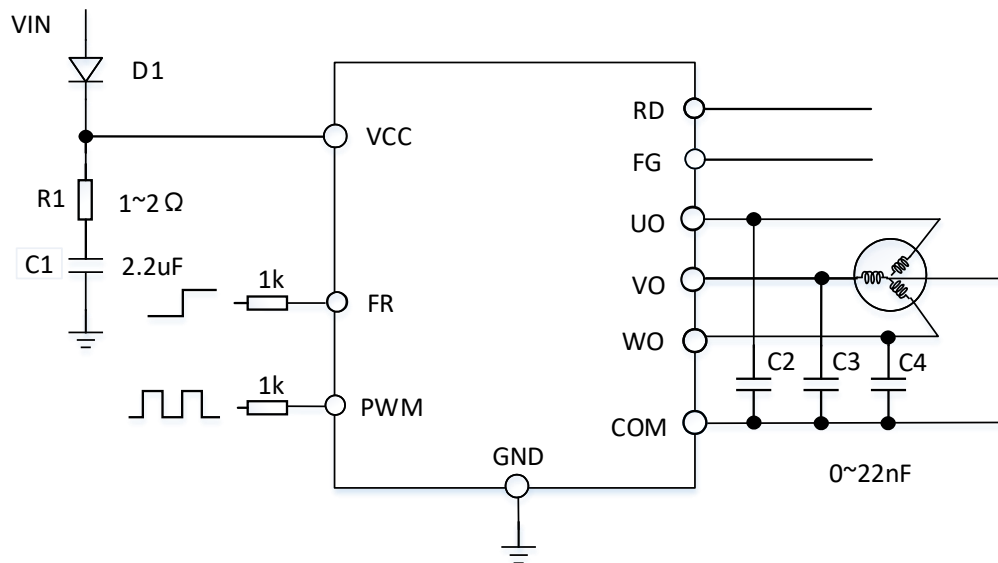 VIN
D1
RD
VCC
FG
R1
1~2Ω
UO
C1
2.2uF
1k
VO
FR
WO
C2
C3
C4
1k
PWM
COM
GND
0~22nF